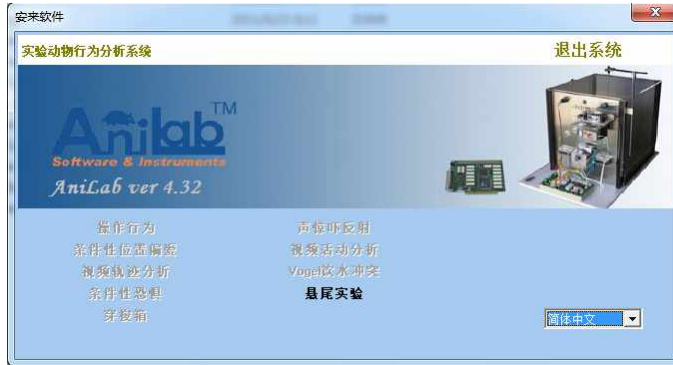 安来软件
实验动物行为分析系统
退出系统
Anilab TM
Software & Instruments
AniLab ver 4.32
操作行为
条件性位置偏爱
视频轨迹分析
条件性恐惧
穿梭箱
声惊吓反射
视频活动分析
Vogel饮水冲突
悬尾实验
简体中文